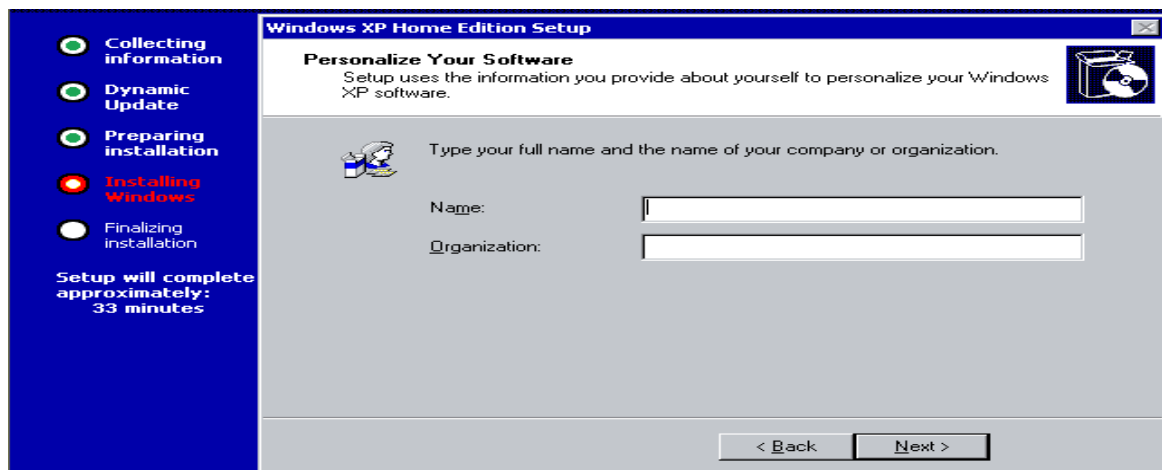 Collecting
information
Dynamic
Update
Preparing
installation
Installing
Windows
Finalizing
installation
Setup will complete
approximately:
33 minutes
Windows XP Home Edition Setup
Personalize Your Software
Setup uses the information you provide about yourself to personalize your Windows
XP software.
Type your full name and the name of your company or organization.
Name:
Organization:
< Back
Next >